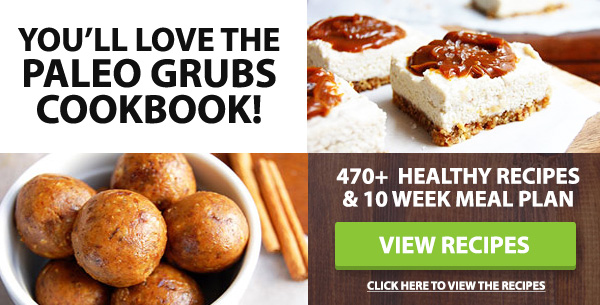 YOU'LL LOVE THE
PALEO GRUBS
COOKBOOK!
470+ HEALTHY RECIPES
& 10 WEEK MEAL PLAN
VIEW RECIPES
CLICK HERE TO VIEW THE RECIPES